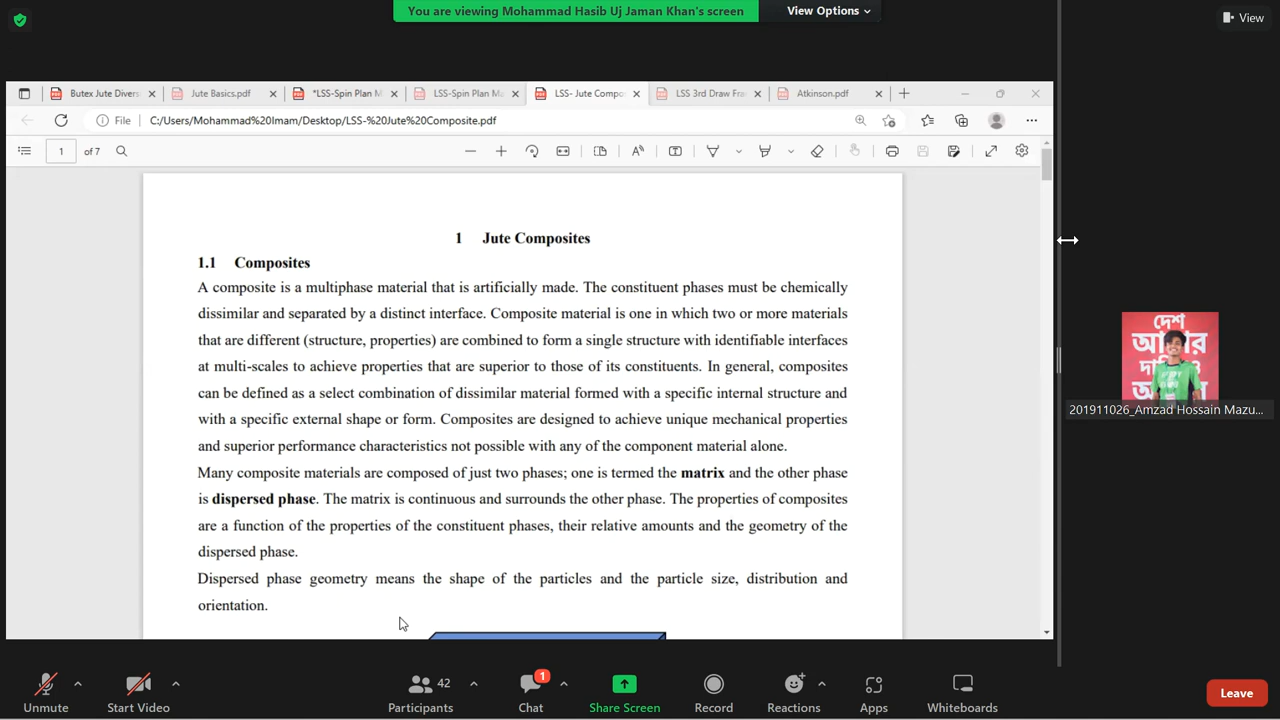 You are viewing Mohammad Hasib Uj Jaman Khan's screen
View Options
View
Butex Jute Divers
Jute Basics.pdf
*LSS-Spin Plan M
LSS-Spin Plan Ma
LSS- Jute Compo
LSS 3rd Draw Fra
Atkinson.pdf
File
C:/Users/Mohammad%20Imam/Desktop/LSS-%20Jute%20Composite.pdf
1 of 7
1 Jute Composites
1.1 Composites
A composite is a multiphase material that is artificially made. The constituent phases must be chemically
dissimilar and separated by a distinct interface. Composite material is one in which two or more materials
that are different (structure, properties) are combined to form a single structure with identifiable interfaces
at multi-scales to achieve properties that are superior to those of its constituents. In general, composites
can be defined as a select combination of dissimilar material formed with a specific internal structure and
with a specific external shape or form. Composites are designed to achieve unique mechanical properties
and superior performance characteristics not possible with any of the component material alone.
Many composite materials are composed of just two phases; one is termed the matrix and the other phase
is dispersed phase. The matrix is continuous and surrounds the other phase. The properties of composites
are a function of the properties of the constituent phases, their relative amounts and the geometry of the
dispersed phase.
Dispersed phase geometry means the shape of the particles and the particle size, distribution and
orientation.
দেশ
201911026_Amzad Hossain Mazu...
Unmute
Start Video
42
Participants
1
Chat
Share Screen
Record
Reactions
Apps
Whiteboards
Leave